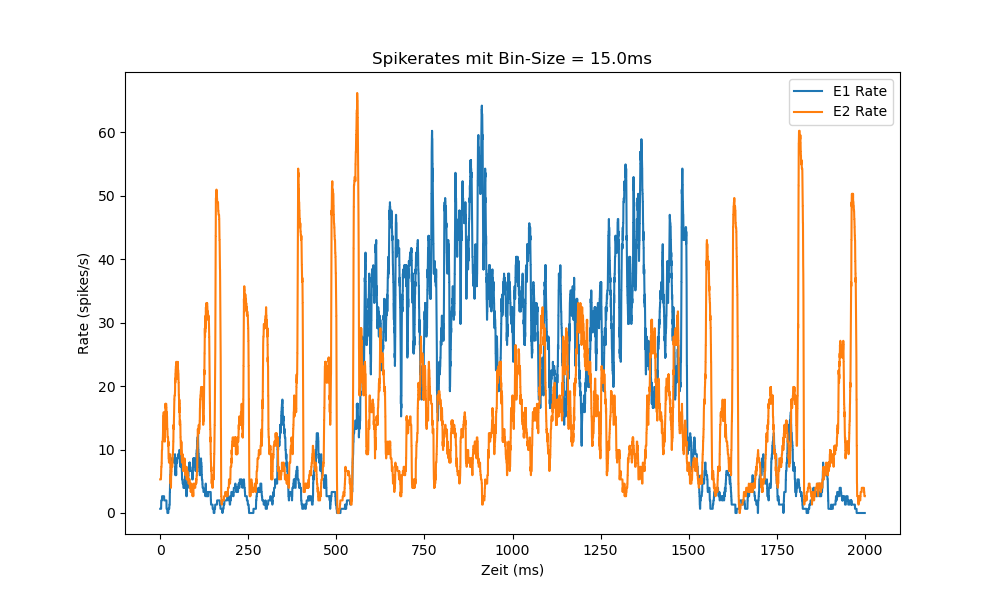 Spikerates mit Bin-Size = 15.0ms
E1 Rate
E2 Rate
Rate (spikes/s)
60
50
40
30
20
10
0
0 250 500 750 1000 1250 1500 1750 2000
Zeit (ms)